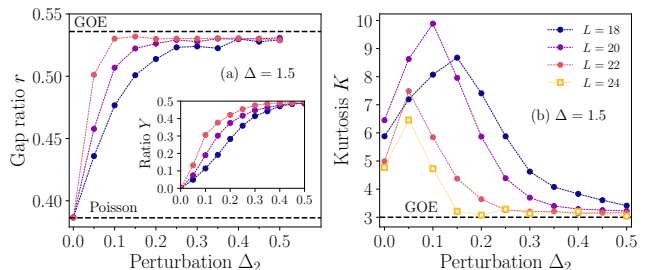 GOE
(a) Δ = 1.5
Poisson
Gap ratio r
0.40
0.45
0.50
0.0
0.1
0.2
0.3
0.4
0.5
Perturbation Δ₂
Ratio Y
0.0
0.1
0.2
0.3
0.4
0.5
0.0
0.1
0.2
0.3
0.4
0.5
L = 18
L = 20
L = 22
L = 24
(b) Δ = 1.5
GOE
Kurtosis K
3
4
5
6
7
8
9
10
0.0
0.1
0.2
0.3
0.4
0.5
Perturbation Δ₂